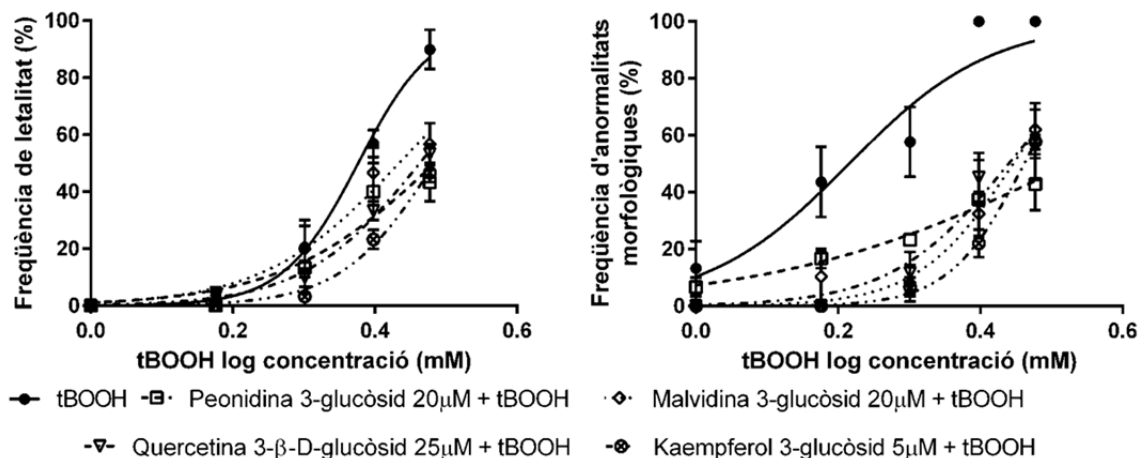 Freqüència de letalitat (%)
100
80
60
40
20
0
0.0 0.2 0.4 0.6
tBOOH log concentració (mM)
Freqüència d'anormalitats
morfològiques (%)
100
80
60
40
20
0
0.0 0.2 0.4 0.6
tBOOH log concentració (mM)
tBOOH Peonidina 3-glucòsid 20μM + tBOOH Malvidina 3-glucòsid 20μM + tBOOH
Quercetina 3-β-D-glucòsid 25μM + tBOOH Kaempferol 3-glucòsid 5μM + tBOOH